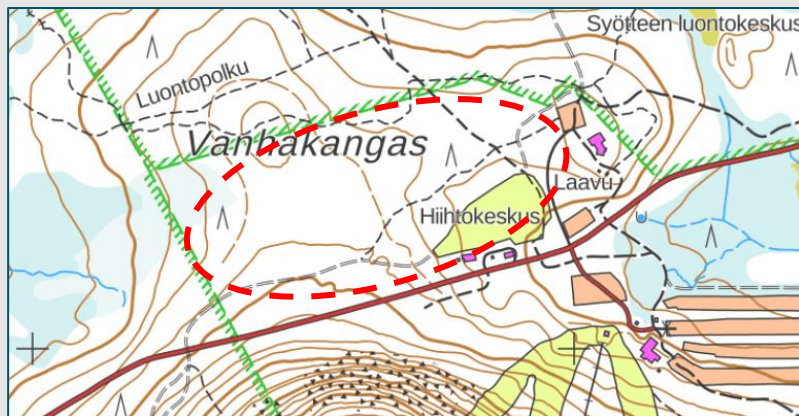 Syötteen luontokeskus
Luontopolku
Vanhakangas
Laavu
Hiihtokeskus